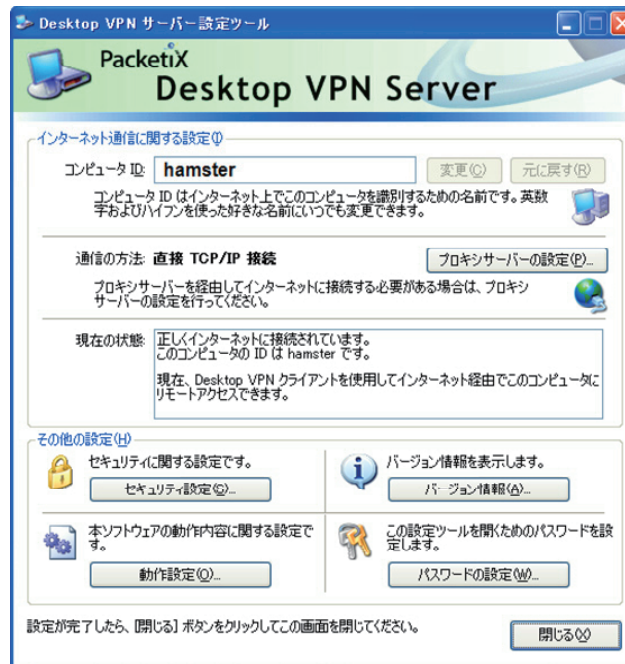 Desktop VPN サーバー設定ツール
PacketiX
Desktop VPN Server
インターネット通信に関する設定(I)
コンピュータ ID: hamster 変更(C) 元に戻す(R)
コンピュータ ID はインターネット上でこのコンピュータを識別するための名前です。英数
字およびハイフンを使った好きな名前にいつでも変更できます。
通信の方法: 直接 TCP/IP 接続 プロキシサーバーの設定(P)...
プロキシサーバーを経由してインターネットに接続する必要がある場合は、プロキシ
サーバーの設定を行ってください。
現在の状態: 正しくインターネットに接続されています。
このコンピュータの ID は hamster です。
現在、Desktop VPN クライアントを使用してインターネット経由でこのコンピュータに
リモートアクセスできます。
その他の設定(H)
セキュリティに関する設定です。
セキュリティ設定(S)...
バージョン情報を表示します。
バージョン情報(A)...
本ソフトウェアの動作内容に関する設定で
す。
動作設定(O)...
この設定ツールを開くためのパスワードを設
定します。
パスワードの設定(W)...
設定が完了したら、[閉じる] ボタンをクリックしてこの画面を閉じてください。
閉じる(X)